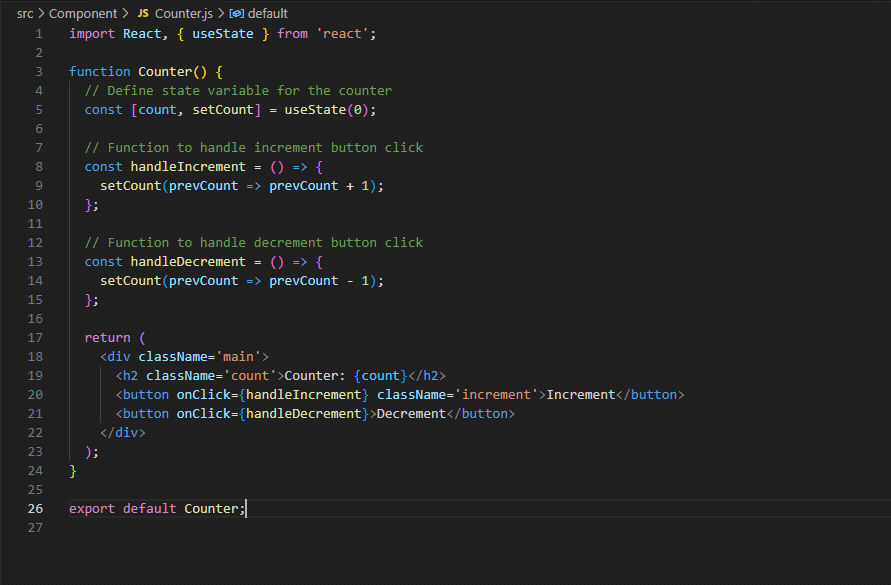 src > Component > JS Counter.js > default
1 import React, { useState } from 'react';
2
3 function Counter() {
4   // Define state variable for the counter
5   const [count, setCount] = useState(0);
6
7   // Function to handle increment button click
8   const handleIncrement = () => {
9     setCount(prevCount => prevCount + 1);
10   };
11
12   // Function to handle decrement button click
13   const handleDecrement = () => {
14     setCount(prevCount => prevCount - 1);
15   };
16
17   return (
18     <div className='main'>
19       <h2 className='count'>Counter: {count}</h2>
20       <button onClick={handleIncrement} className='increment'>Increment</button>
21       <button onClick={handleDecrement}>Decrement</button>
22     </div>
23   );
24 }
25
26 export default Counter;
27